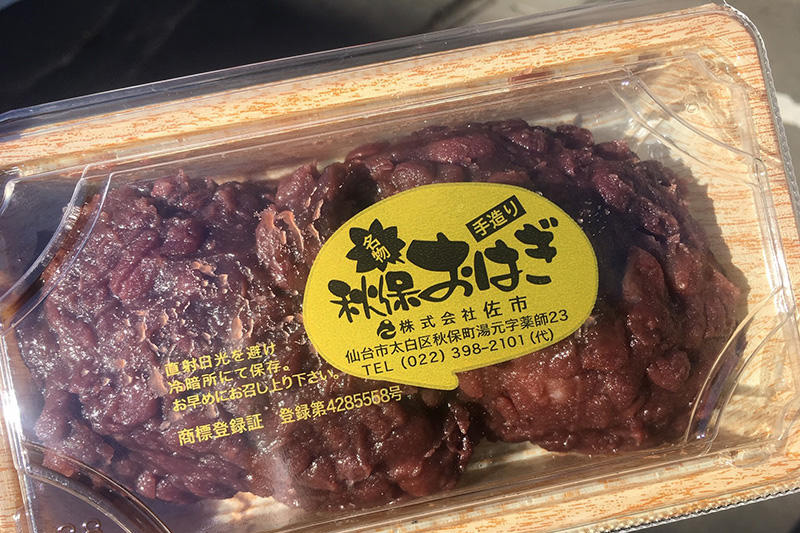 手造り
名物
秋保おはぎ
株式会社佐市
仙台市太白区秋保町湯元字薬師23
TEL (022) 398-2101 (代)
直射日光を避け
冷暗所にて保存。
お早めにお召し上り下さい。
商標登録証 登録第4285558号